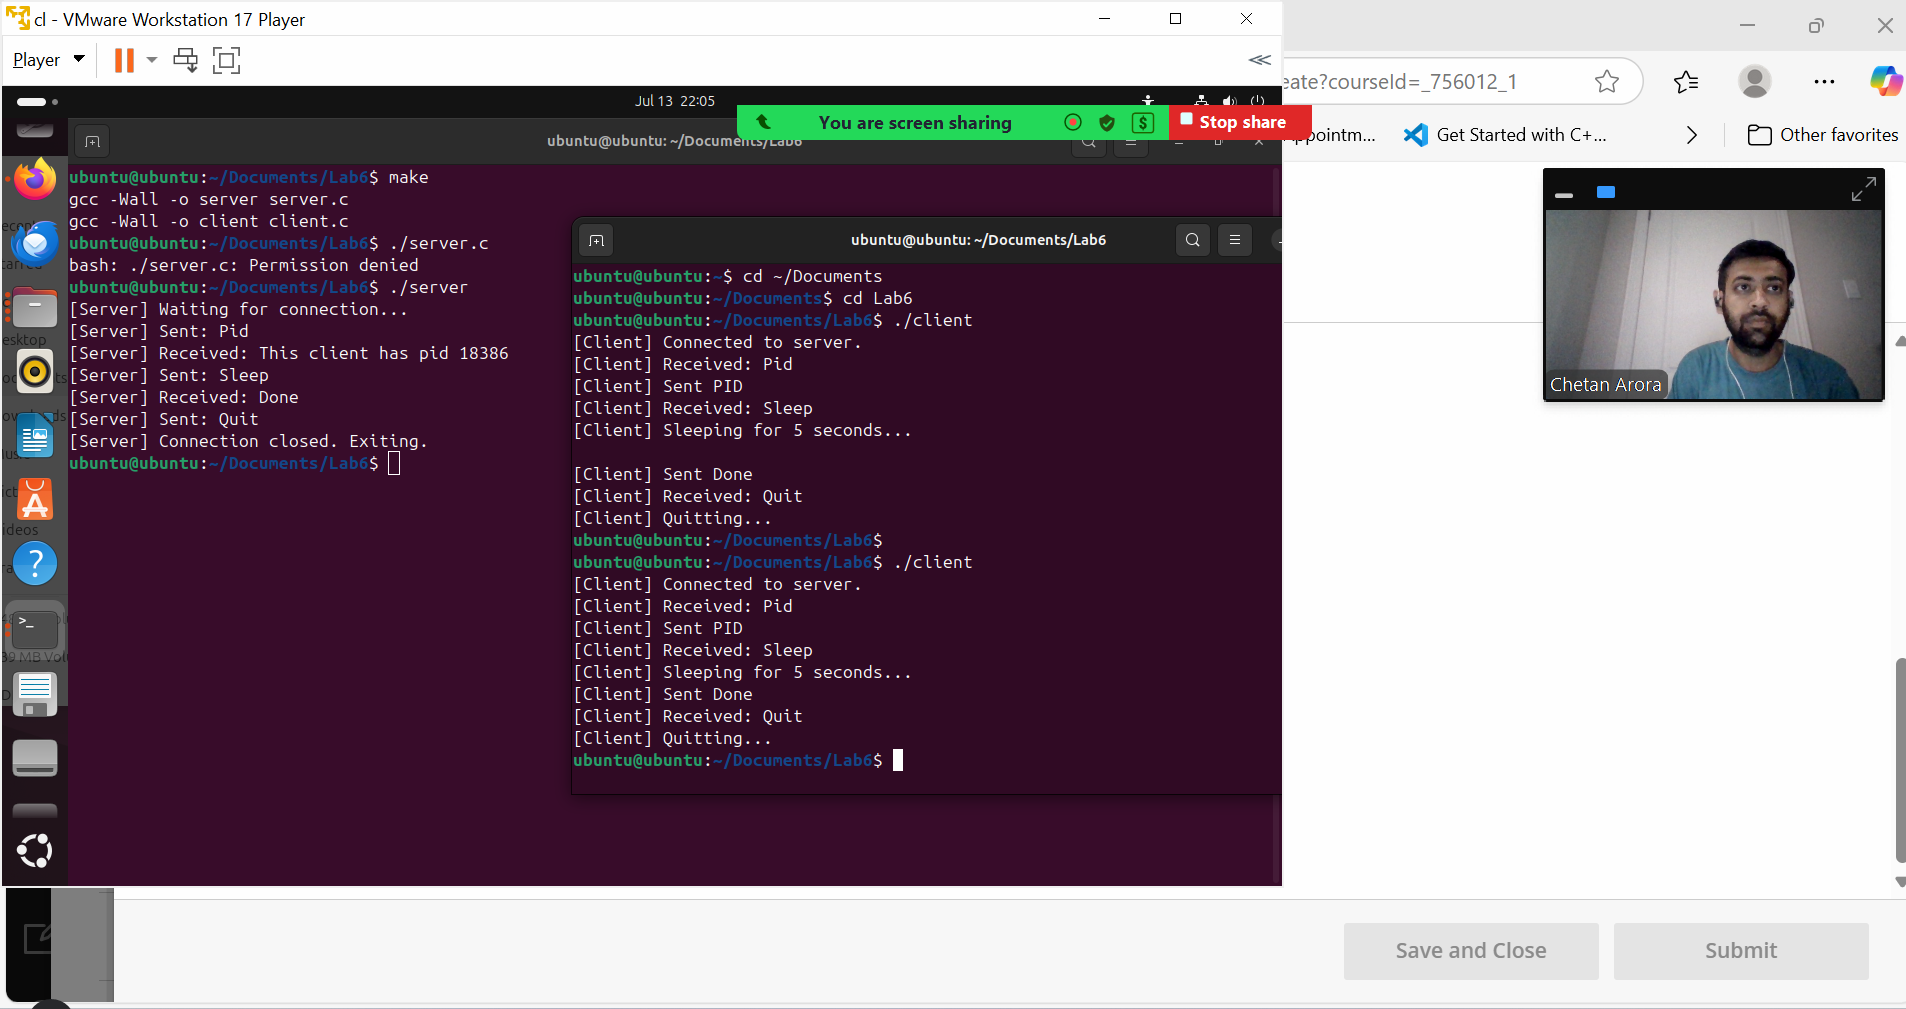 cl - VMware Workstation 17 Player
Player
eate?courseId=_756012_1
Jul 13 22:05
You are screen sharing
Stop share
ppointm...
Get Started with C+...
Other favorites
ubuntu@ubuntu: ~/Documents/Lab6
ubuntu@ubuntu:~/Documents/Lab6$ make
gcc -Wall -o server server.c
gcc -Wall -o client client.c
ubuntu@ubuntu:~/Documents/Lab6$ ./server.c
bash: ./server.c: Permission denied
ubuntu@ubuntu:~/Documents/Lab6$ ./server
[Server] Waiting for connection...
[Server] Sent: Pid
[Server] Received: This client has pid 18386
[Server] Sent: Sleep
[Server] Received: Done
[Server] Sent: Quit
[Server] Connection closed. Exiting.
ubuntu@ubuntu:~/Documents/Lab6$
ubuntu@ubuntu: ~/Documents/Lab6
ubuntu@ubuntu:~$ cd ~/Documents
ubuntu@ubuntu:~/Documents$ cd Lab6
ubuntu@ubuntu:~/Documents/Lab6$ ./client
[Client] Connected to server.
[Client] Received: Pid
[Client] Sent PID
[Client] Received: Sleep
[Client] Sleeping for 5 seconds...
[Client] Sent Done
[Client] Received: Quit
[Client] Quitting...
ubuntu@ubuntu:~/Documents/Lab6$
ubuntu@ubuntu:~/Documents/Lab6$ ./client
[Client] Connected to server.
[Client] Received: Pid
[Client] Sent PID
[Client] Received: Sleep
[Client] Sleeping for 5 seconds...
[Client] Sent Done
[Client] Received: Quit
[Client] Quitting...
ubuntu@ubuntu:~/Documents/Lab6$
Chetan Arora
Save and Close
Submit